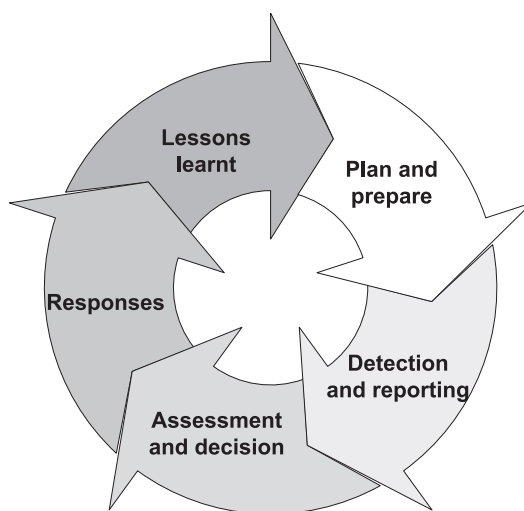 Lessons
learnt
Plan and
prepare
Detection
and reporting
Assessment
and decision
Responses